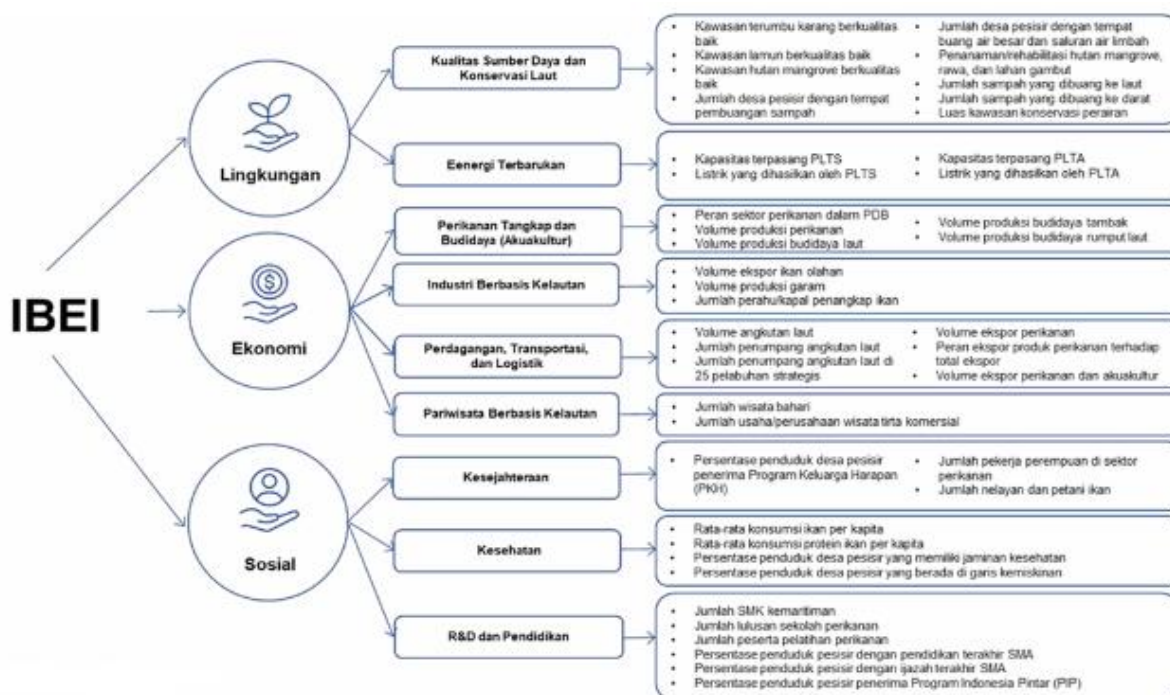 IBEI
Lingkungan
Kualitas Sumber Daya dan
Konservasi Laut
• Kawasan terumbu karang berkualitas
baik
• Kawasan lamun berkualitas baik
• Kawasan hutan mangrove berkualitas
baik
• Jumlah desa pesisir dengan tempat
pembuangan sampah
• Jumlah desa pesisir dengan tempat
buang air besar dan saluran air limbah
• Penanaman/rehabilitasi hutan mangrove,
rawa, dan lahan gambut
• Jumlah sampah yang dibuang ke laut
• Jumlah sampah yang dibuang ke darat
• Luas kawasan konservasi perairan
Eenergi Terbarukan
• Kapasitas terpasang PLTS
• Listrik yang dihasilkan oleh PLTS
• Kapasitas terpasang PLTA
• Listrik yang dihasilkan oleh PLTA
Ekonomi
Perikanan Tangkap dan
Budidaya (Akuakultur)
• Peran sektor perikanan dalam PDB
• Volume produksi perikanan
• Volume produksi budidaya laut
• Volume produksi budidaya tambak
• Volume produksi budidaya rumput laut
Industri Berbasis Kelautan
• Volume ekspor ikan olahan
• Volume produksi garam
• Jumlah perahu/kapal penangkap ikan
Perdagangan, Transportasi,
dan Logistik
• Volume angkutan laut
• Jumlah penumpang angkutan laut
• Jumlah penumpang angkutan laut di
25 pelabuhan strategis
• Volume ekspor perikanan
• Peran ekspor produk perikanan terhadap
total ekspor
• Volume ekspor perikanan dan akuakultur
Pariwisata Berbasis Kelautan
• Jumlah wisata bahari
• Jumlah usaha/perusahaan wisata tirta komersial
Sosial
Kesejahteraan
• Persentase penduduk desa pesisir
penerima Program Keluarga Harapan
(PKH)
• Jumlah pekerja perempuan di sektor
perikanan
• Jumlah nelayan dan petani ikan
Kesehatan
• Rata-rata konsumsi ikan per kapita
• Rata-rata konsumsi protein ikan per kapita
• Persentase penduduk desa pesisir yang memiliki jaminan kesehatan
• Persentase penduduk desa pesisir yang berada di garis kemiskinan
R&D dan Pendidikan
• Jumlah SMK kemaritiman
• Jumlah lulusan sekolah perikanan
• Jumlah peserta pelatihan perikanan
• Persentase penduduk pesisir dengan pendidikan terakhir SMA
• Persentase penduduk pesisir dengan ijazah terakhir SMA
• Persentase penduduk pesisir penerima Program Indonesia Pintar (PIP)